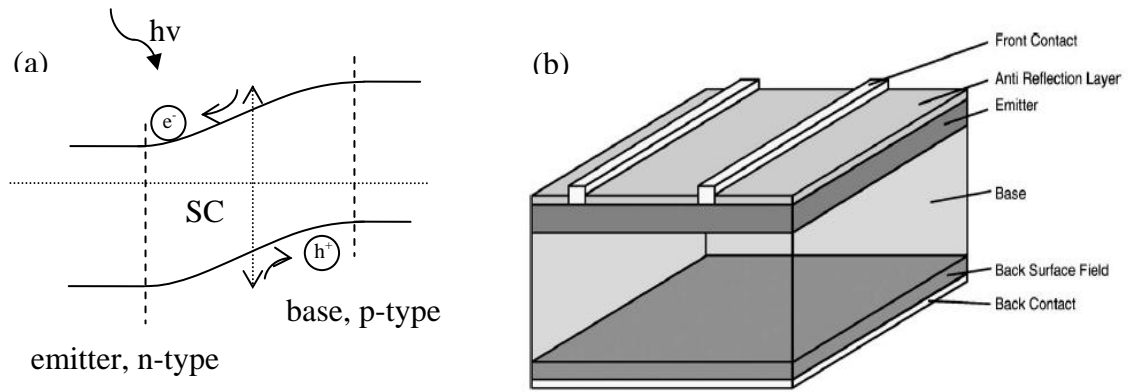 hv
(a)
e-
SC
h+
base, p-type
emitter, n-type
(b)
Front Contact
Anti Reflection Layer
Emitter
Base
Back Surface Field
Back Contact